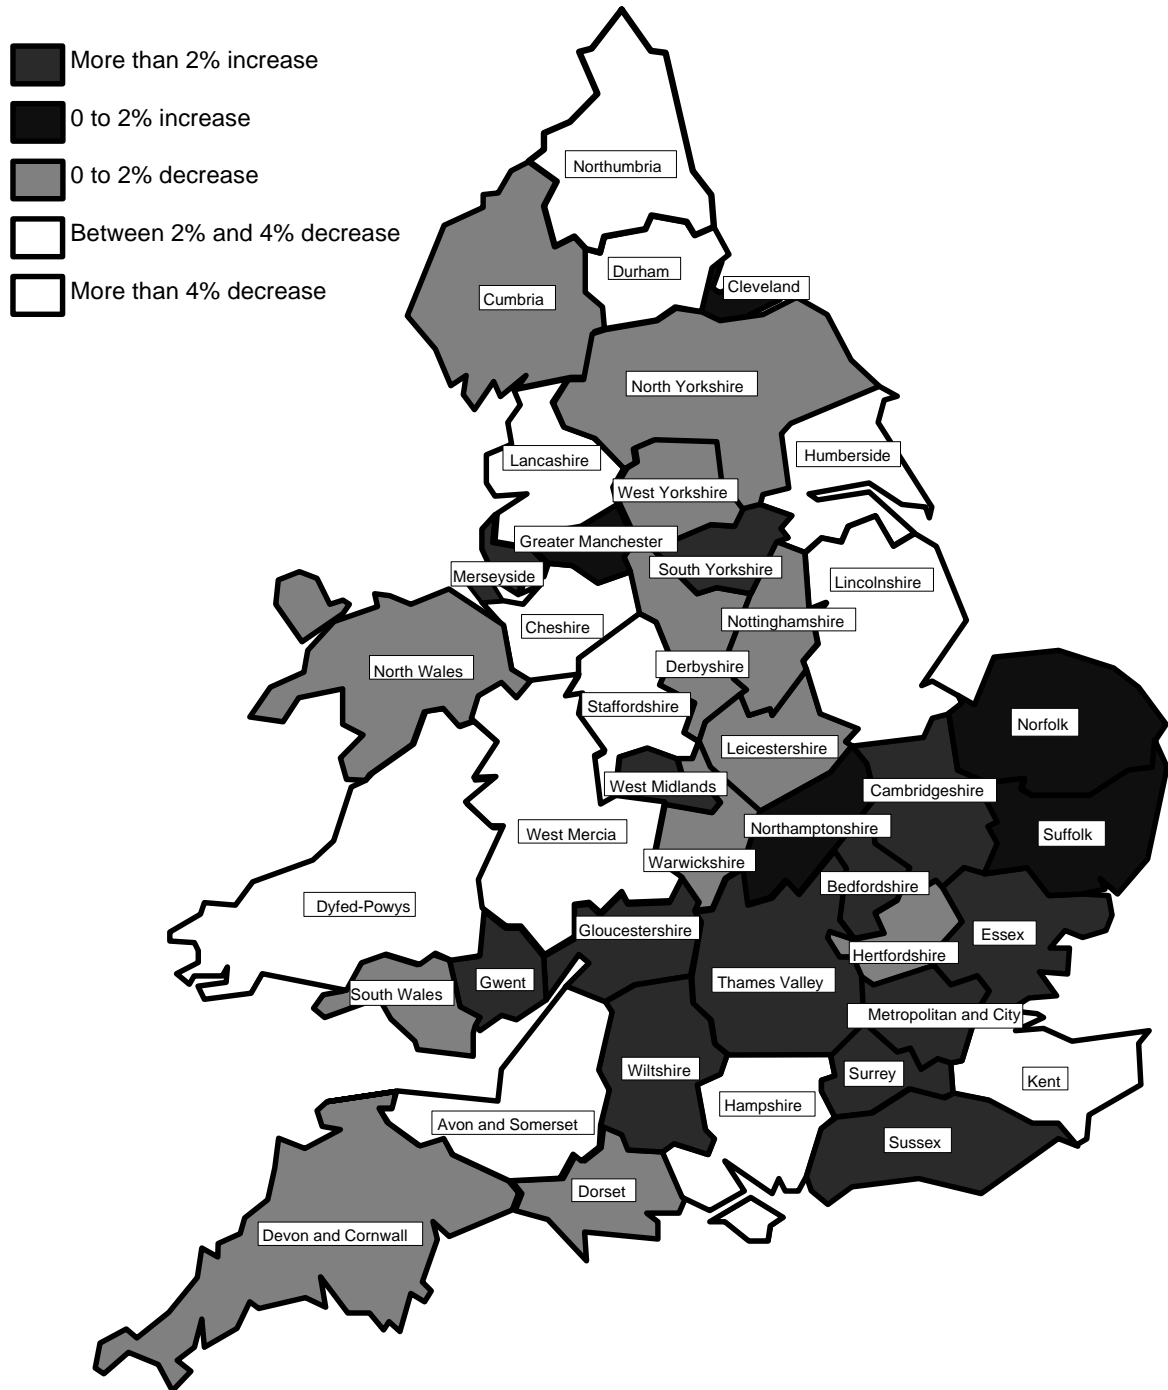 More than 2% increase
0 to 2% increase
0 to 2% decrease
Between 2% and 4% decrease
More than 4% decrease
Northumbria
Durham
Cleveland
Cumbria
North Yorkshire
Lancashire
Humberside
West Yorkshire
Greater Manchester
South Yorkshire
Merseyside
Lincolnshire
Cheshire
Nottinghamshire
North Wales
Derbyshire
Staffordshire
Norfolk
Leicestershire
West Midlands
Cambridgeshire
West Mercia
Northamptonshire
Suffolk
Warwickshire
Bedfordshire
Dyfed-Powys
Gloucestershire
Essex
Hertfordshire
Gwent
Thames Valley
South Wales
Metropolitan and City
Wiltshire
Surrey
Kent
Hampshire
Avon and Somerset
Sussex
Dorset
Devon and Cornwall